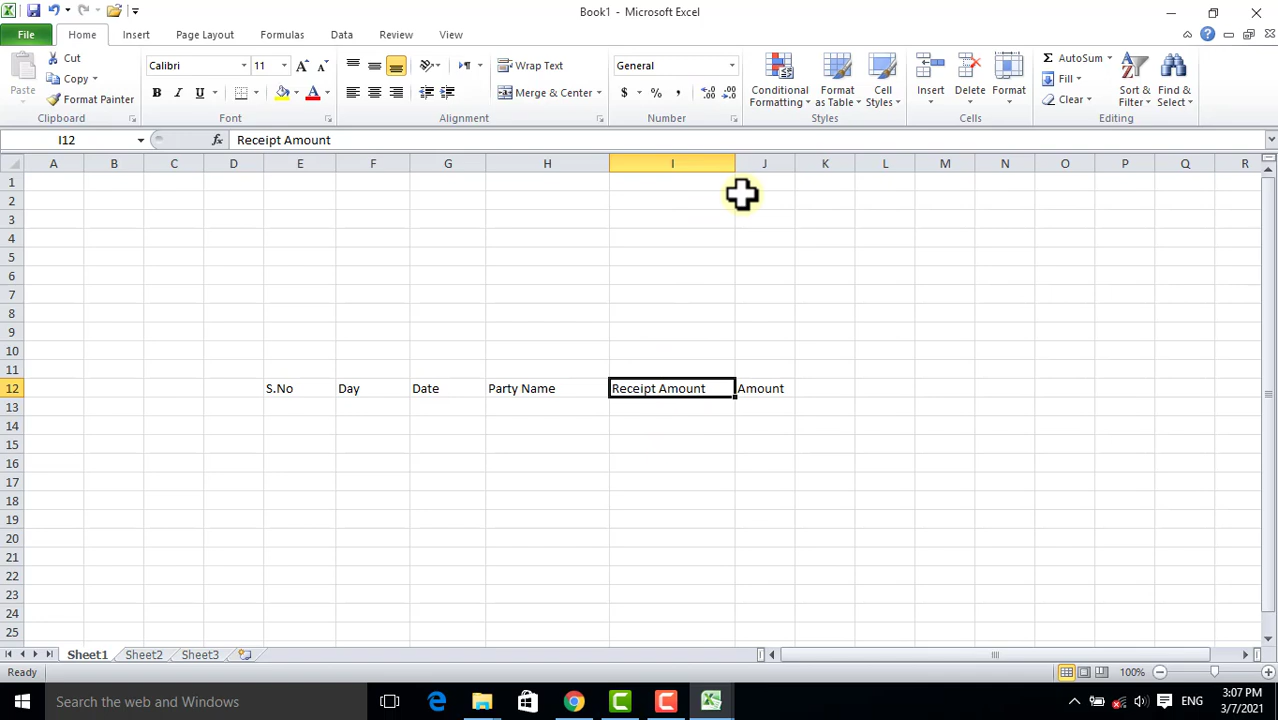 Book1 - Microsoft Excel
File Home Insert Page Layout Formulas Data Review View
Paste Cut Copy Format Painter
Calibri 11
B I U
Wrap Text
Merge & Center
General
$ % ,
Conditional Formatting Format as Table Cell Styles
Insert Delete Format
AutoSum Fill Clear
Sort & Filter Find & Select
Clipboard Font Alignment Number Styles Cells Editing
I12 fx Receipt Amount
A B C D E F G H I J K L M N O P Q R
1
2
3
4
5
6
7
8
9
10
11
12 S.No Day Date Party Name Receipt Amount Amount
13
14
15
16
17
18
19
20
21
22
23
24
25
Sheet1 Sheet2 Sheet3
Ready 100%
Search the web and Windows ENG 3:07 PM
3/7/2021